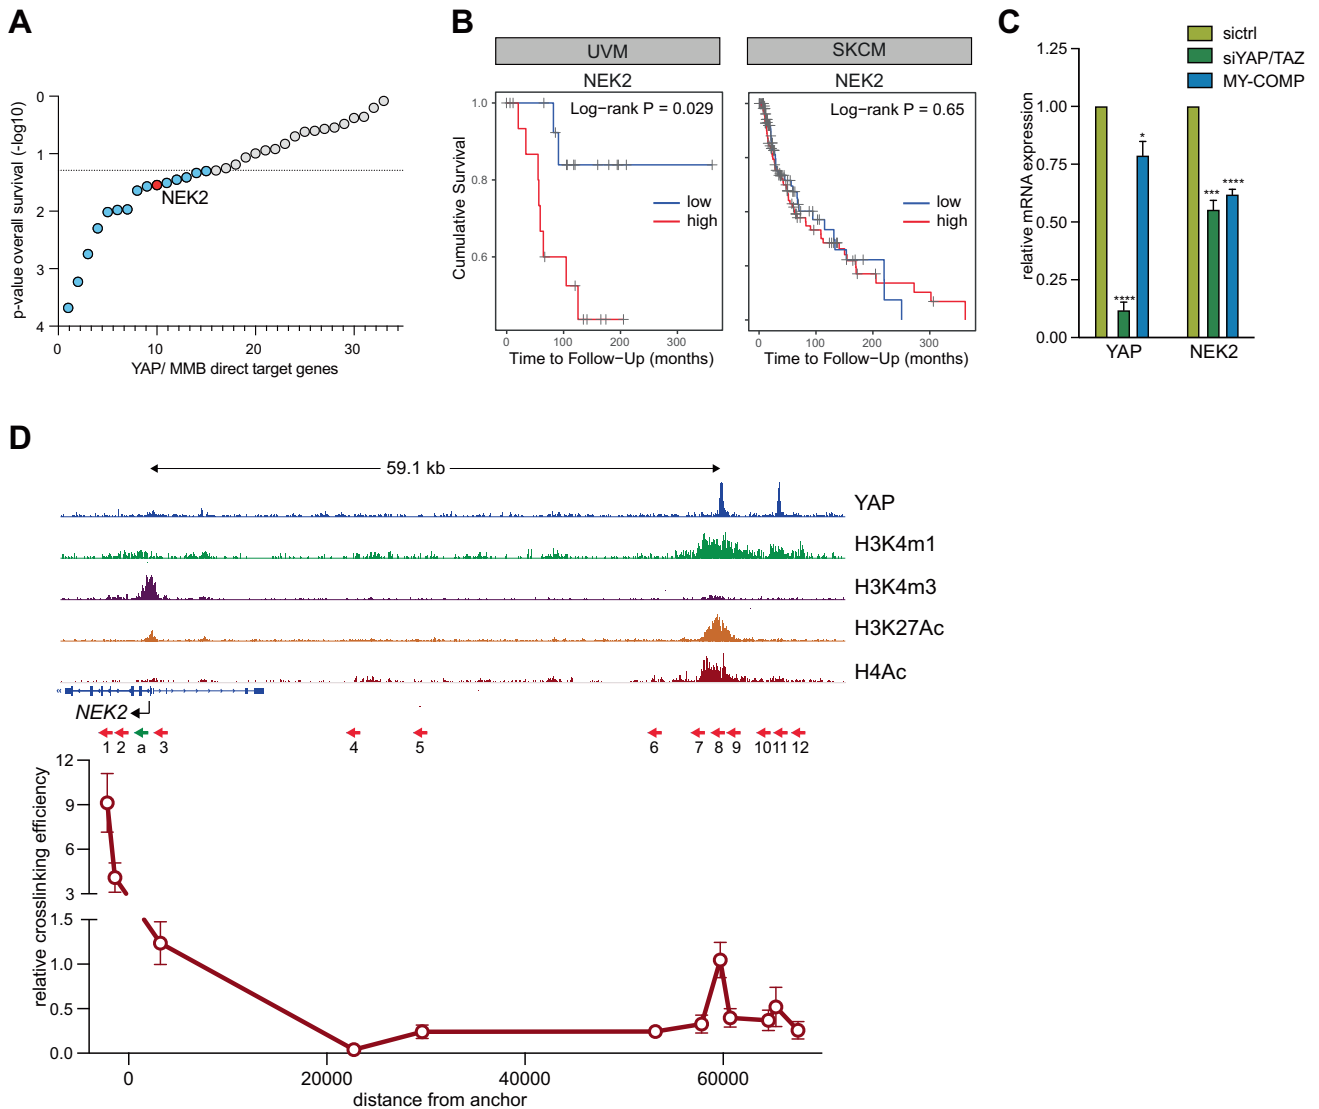 A
p-value overall survival (-log10)
0
1
2
3
4
NEK2
0
10
20
30
YAP/ MMB direct target genes
B
UVM
SKCM
NEK2
NEK2
Cumulative Survival
1.0
0.8
0.6
Log−rank P = 0.029
low
high
0
100
200
300
Time to Follow−Up (months)
Log−rank P = 0.65
low
high
0
100
200
300
Time to Follow−Up (months)
C
sictrl
siYAP/TAZ
MY-COMP
relative mRNA expression
1.25
1.00
0.75
0.50
0.25
0.00
****
*
***
****
YAP
NEK2
D
59.1 kb
YAP
H3K4m1
H3K4m3
H3K27Ac
H4Ac
NEK2
1 2 a 3 4 5 6 7 8 9 10 11 12
relative crosslinking efficiency
12
9
6
3
1.5
1.0
0.5
0.0
0
20000
40000
60000
distance from anchor